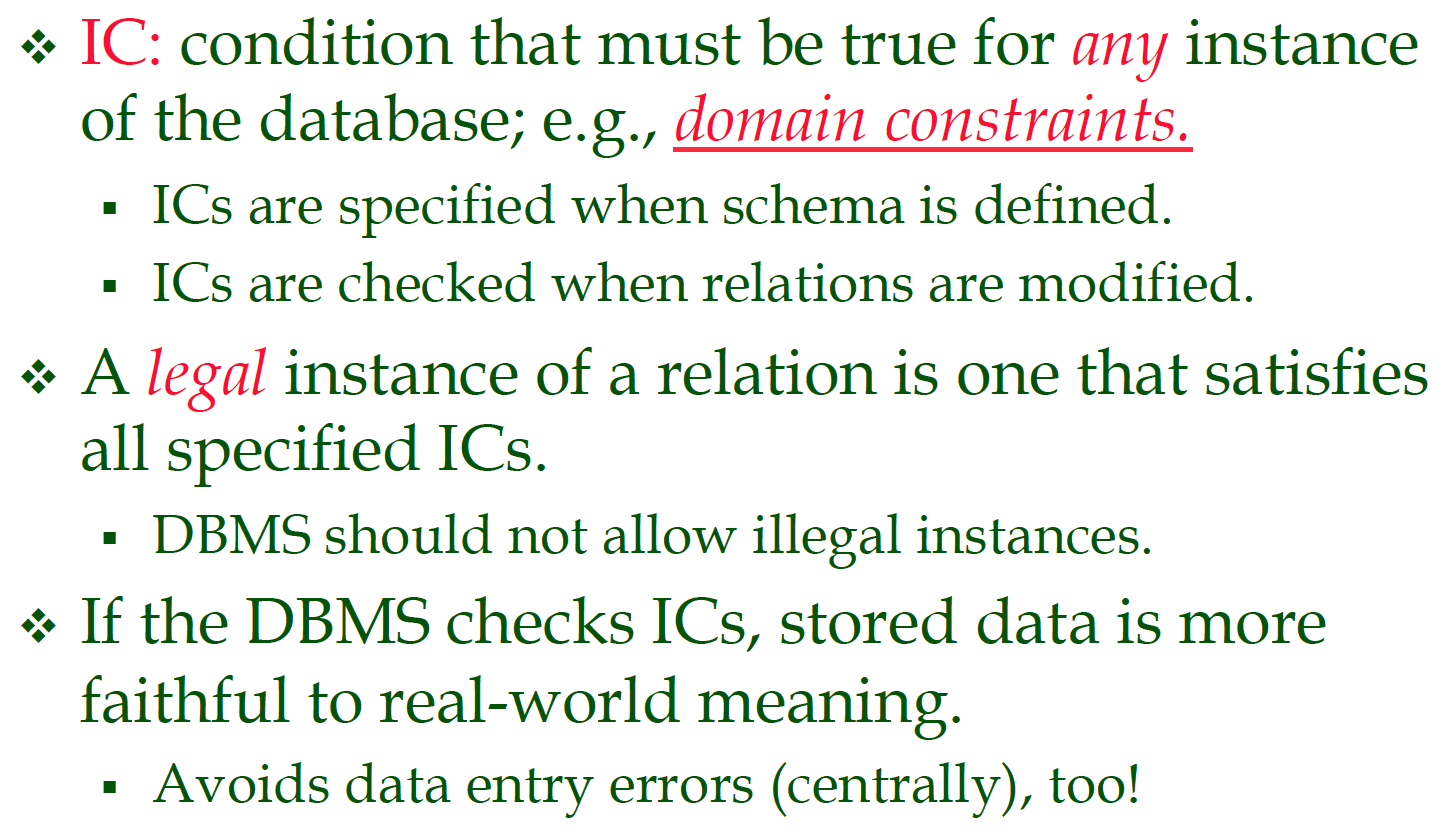 ❖ IC: condition that must be true for any instance
of the database; e.g., domain constraints.
▪ ICs are specified when schema is defined.
▪ ICs are checked when relations are modified.
❖ A legal instance of a relation is one that satisfies
all specified ICs.
▪ DBMS should not allow illegal instances.
❖ If the DBMS checks ICs, stored data is more
faithful to real-world meaning.
▪ Avoids data entry errors (centrally), too!